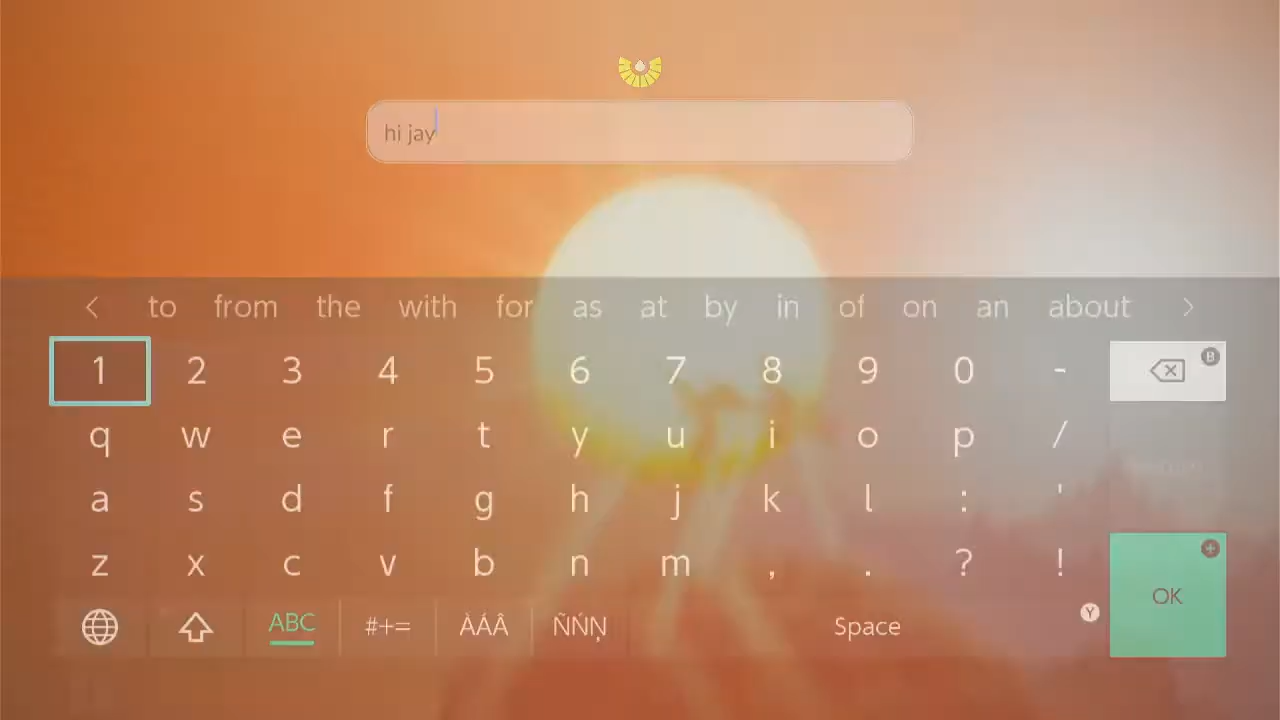 hi jay
< to from the with for as at by in of on an about >
1 2 3 4 5 6 7 8 9 0 - B
q w e r t y u i o p /
a s d f g h j k l : '
z x c v b n m , . ? ! +
ABC #+= ÀÁÂ ÑŃŅ Space Y OK